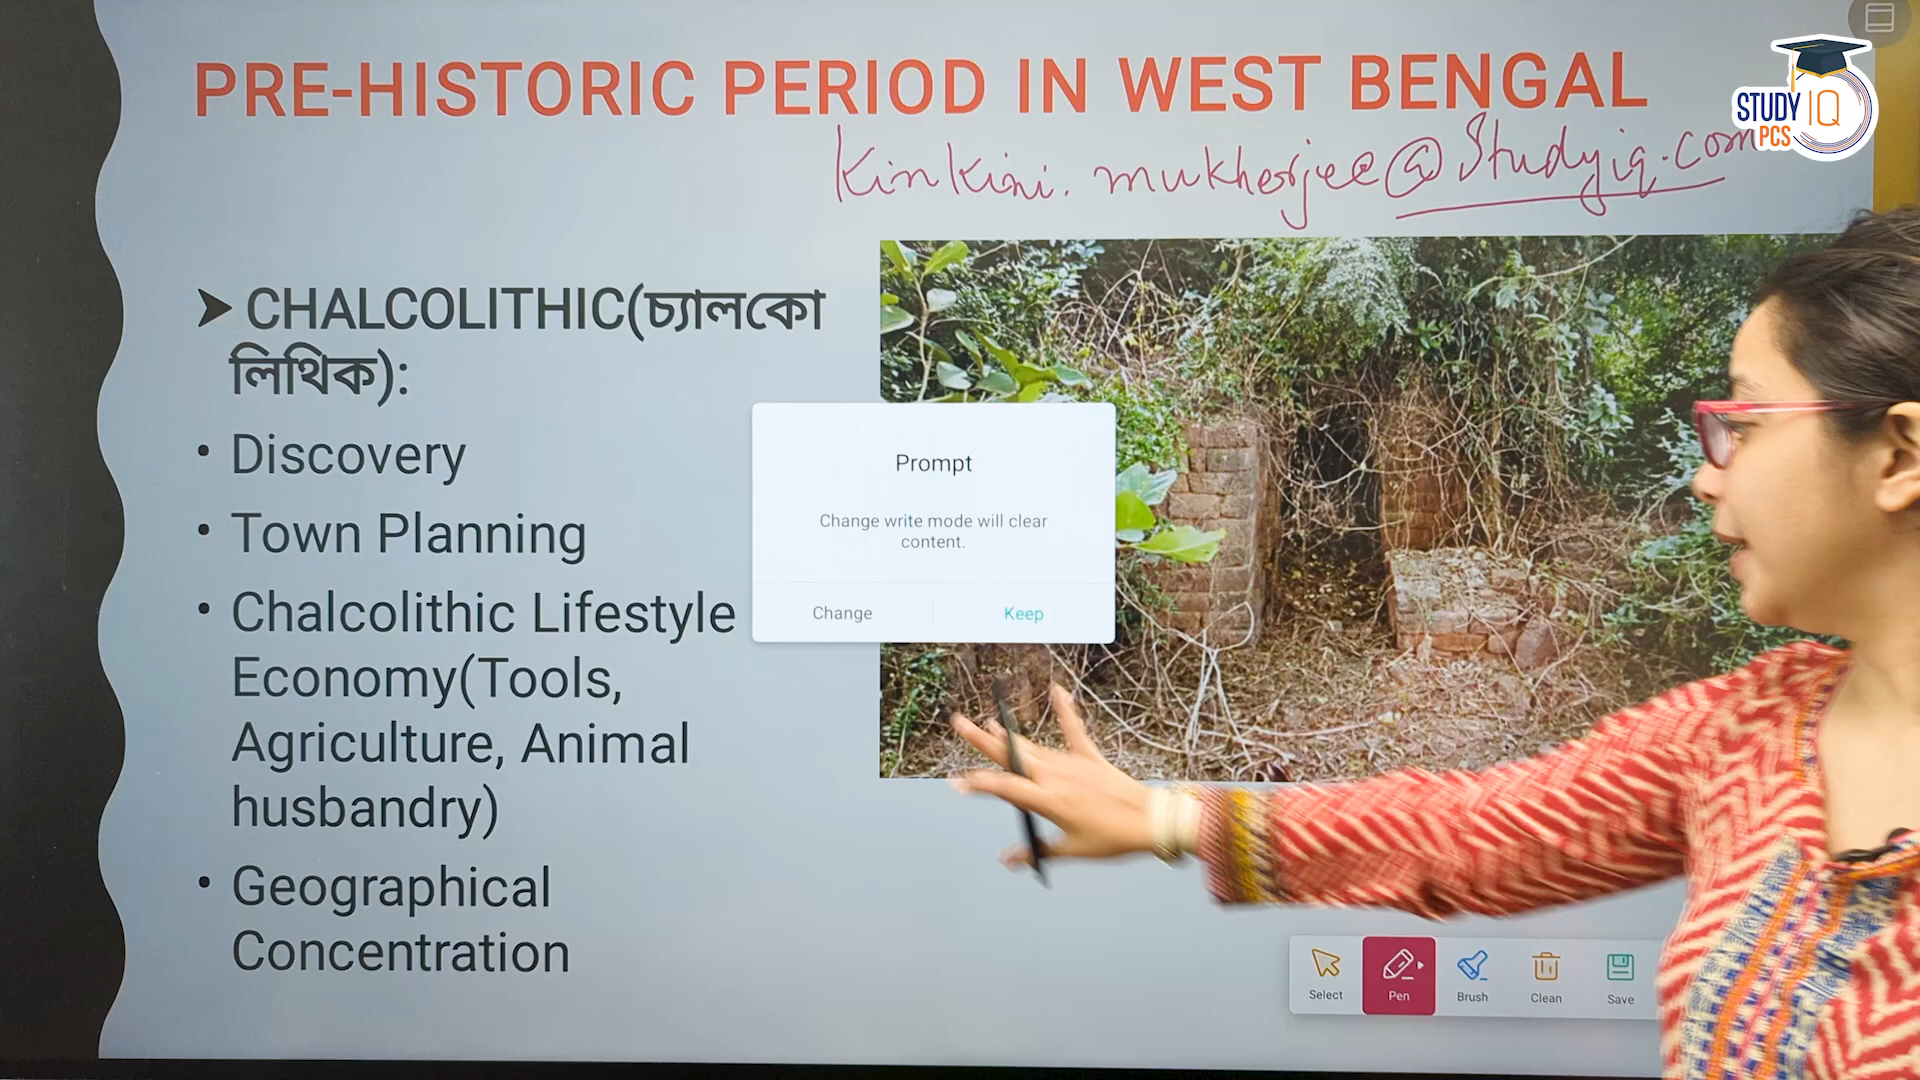 PRE-HISTORIC PERIOD IN WEST BENGAL
STUDY IQ
PCS
Kinkini.mukherjee@Studyiq.com
➤ CHALCOLITHIC(চ্যালকো
লিথিক):
• Discovery
• Town Planning
• Chalcolithic Lifestyle
Economy(Tools,
Agriculture, Animal
husbandry)
• Geographical
Concentration
Prompt
Change write mode will clear
content.
Change Keep
Select Pen Brush Clean Save